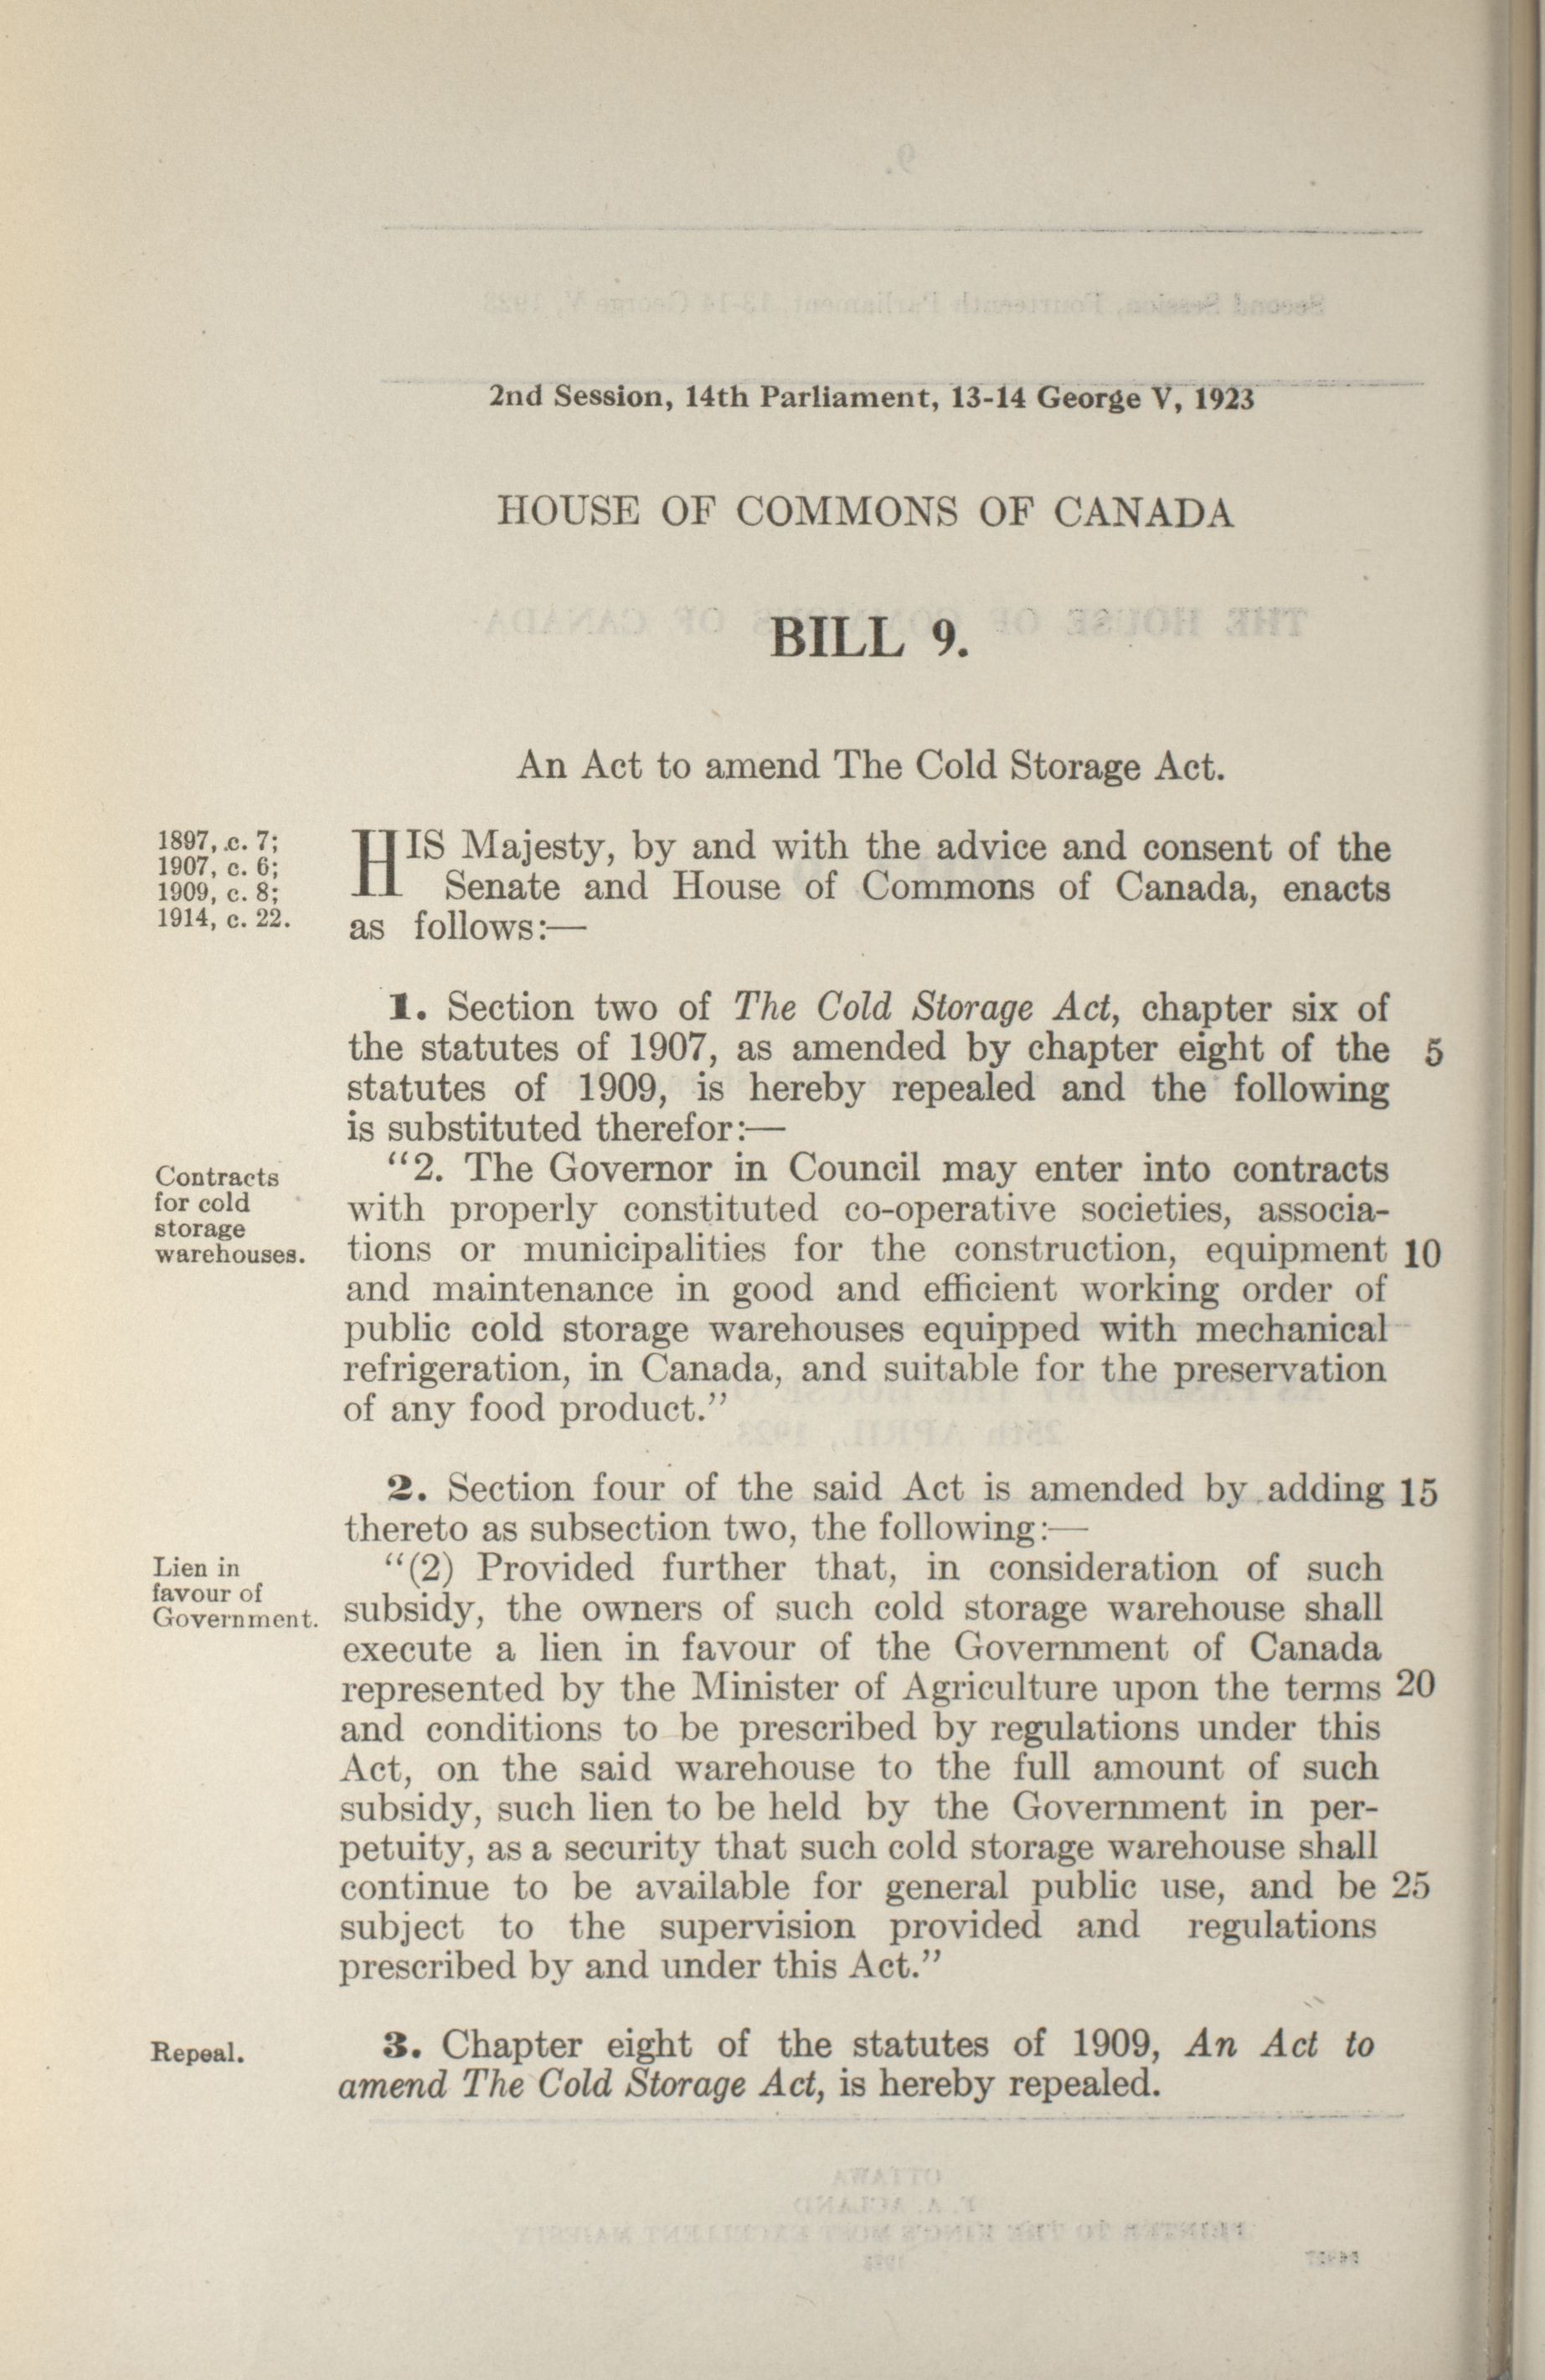 2nd Session, 14th Parliament, 13-14 George V, 1923
HOUSE OF COMMONS OF CANADA
BILL 9.
An Act to amend The Cold Storage Act.
1897, c. 7;
1907, c. 6;
1909, c. 8;
1914, c. 22.
HIS Majesty, by and with the advice and consent of the
Senate and House of Commons of Canada, enacts
as follows:—
1. Section two of The Cold Storage Act, chapter six of
the statutes of 1907, as amended by chapter eight of the 5
statutes of 1909, is hereby repealed and the following
is substituted therefor:—
Contracts
for cold
storage
warehouses.
“2. The Governor in Council may enter into contracts
with properly constituted co-operative societies, associa-
tions or municipalities for the construction, equipment 10
and maintenance in good and efficient working order of
public cold storage warehouses equipped with mechanical
refrigeration, in Canada, and suitable for the preservation
of any food product.”
2. Section four of the said Act is amended by adding 15
thereto as subsection two, the following:—
Lien in
favour of
Government.
“(2) Provided further that, in consideration of such
subsidy, the owners of such cold storage warehouse shall
execute a lien in favour of the Government of Canada
represented by the Minister of Agriculture upon the terms 20
and conditions to be prescribed by regulations under this
Act, on the said warehouse to the full amount of such
subsidy, such lien to be held by the Government in per-
petuity, as a security that such cold storage warehouse shall
continue to be available for general public use, and be 25
subject to the supervision provided and regulations
prescribed by and under this Act.”
Repeal.
3. Chapter eight of the statutes of 1909, An Act to
amend The Cold Storage Act, is hereby repealed.